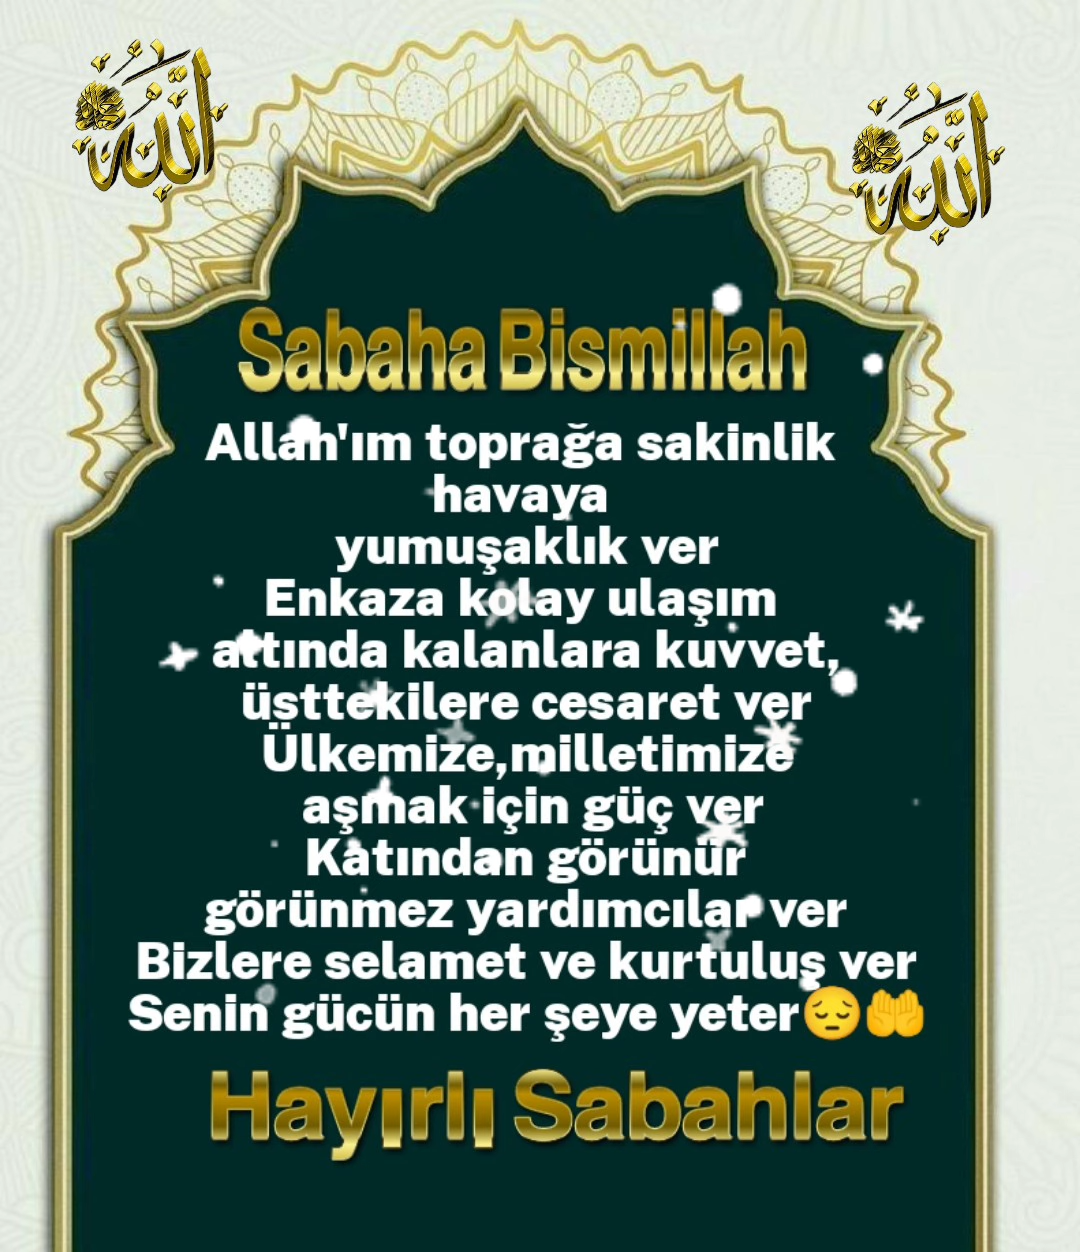 الله
الله
Sabaha Bismillah
Allah'ım toprağa sakinlik
havaya
yumuşaklık ver
Enkaza kolay ulaşım
altında kalanlara kuvvet,
üsttekilere cesaret ver
Ülkemize,milletimize
aşmak için güç ver
Katından görünür
görünmez yardımcılar ver
Bizlere selamet ve kurtuluş ver
Senin gücün her şeye yeter😔🤲
Hayırlı Sabahlar